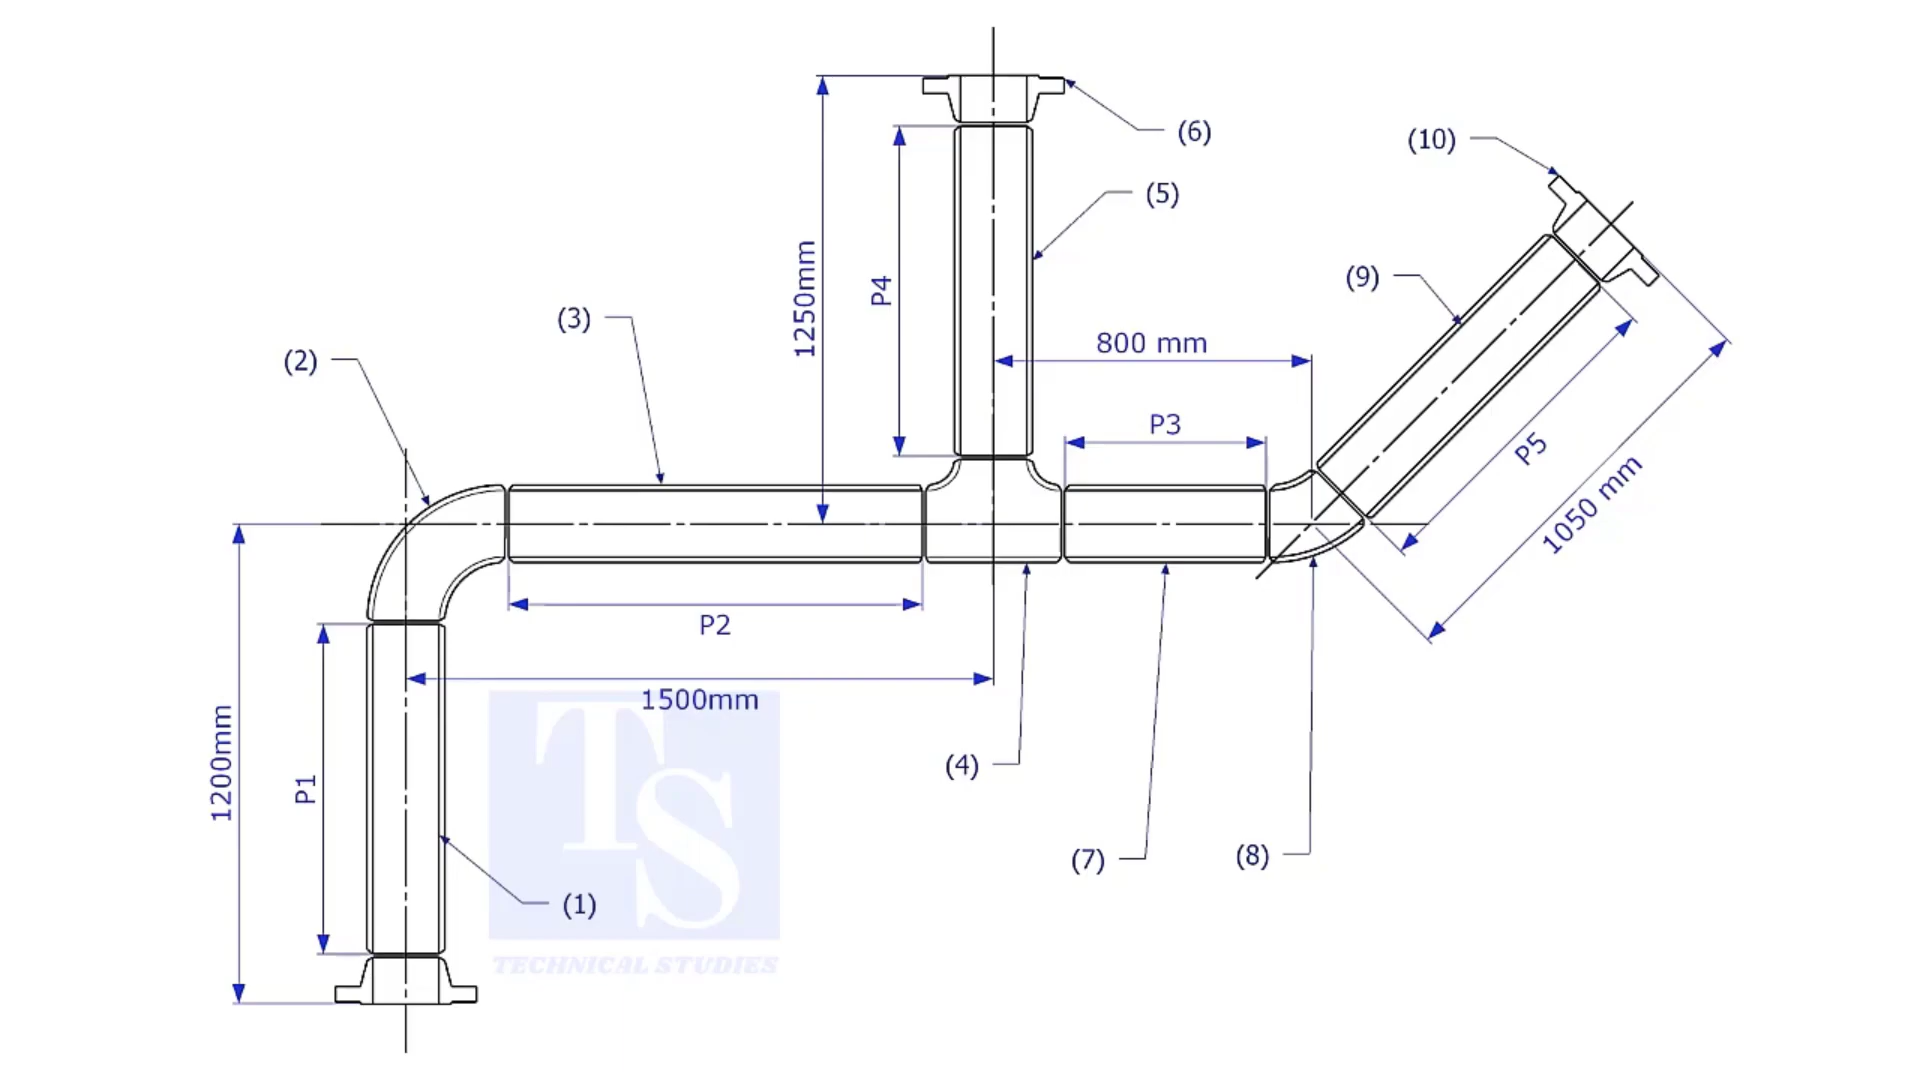 (6)
(10)
(5)
(9)
1250mm
P4
(3)
800 mm
(2)
P3
P5
1050 mm
P2
1500mm
TS
(4)
1200mm
P1
(7)
(8)
(1)
TECHNICAL STUDIES